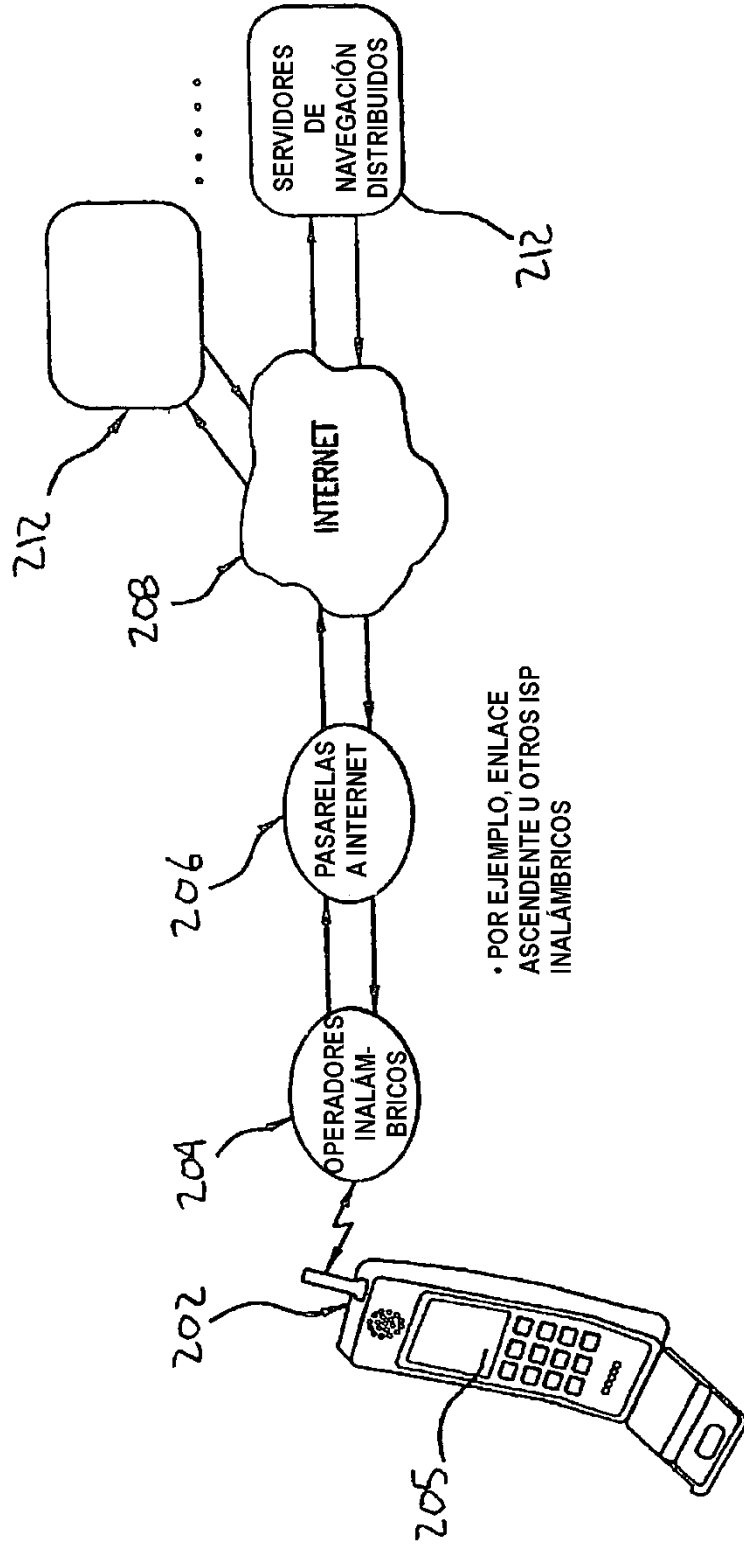 202
205
204
OPERADORES
INALÁM-
BRICOS
206
PASARELAS
A INTERNET
• POR EJEMPLO, ENLACE
ASCENDENTE U OTROS ISP
INALÁMBRICOS
208
INTERNET
212
SERVIDORES
DE
NAVEGACIÓN
DISTRIBUIDOS
212